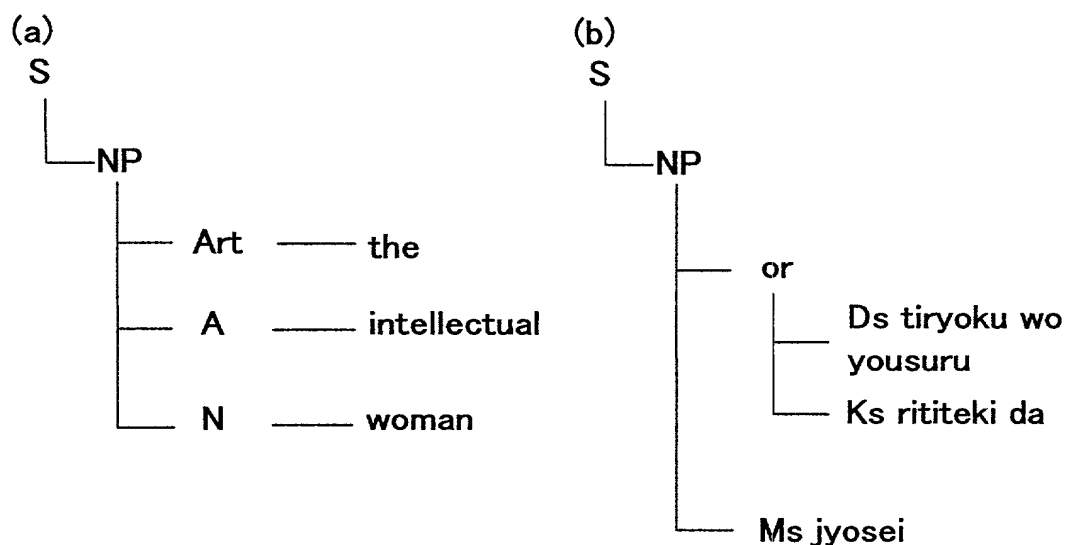 (a)
S
NP
Art the
A intellectual
N woman
(b)
S
NP
or
Ds tiryoku wo
yousuru
Ks rititeki da
Ms jyosei